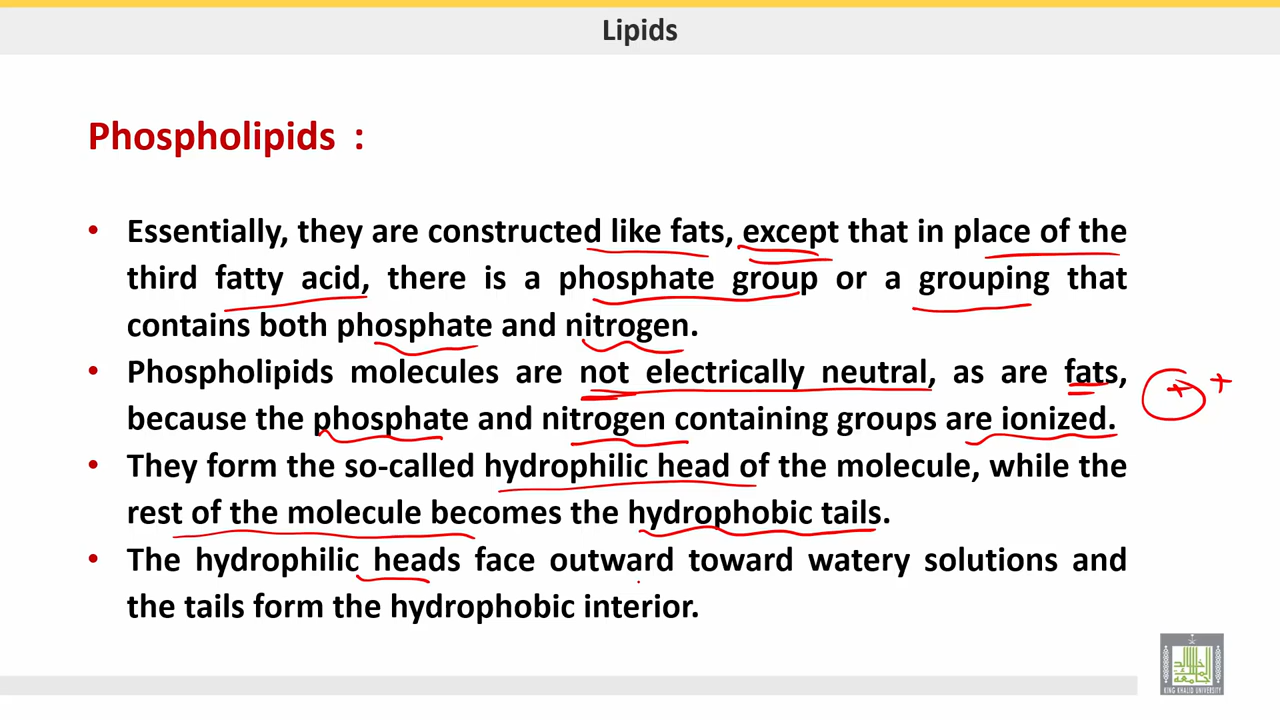 Lipids
Phospholipids :
• Essentially, they are constructed like fats, except that in place of the
third fatty acid, there is a phosphate group or a grouping that
contains both phosphate and nitrogen.
• Phospholipids molecules are not electrically neutral, as are fats,
because the phosphate and nitrogen containing groups are ionized.
+ +
• They form the so-called hydrophilic head of the molecule, while the
rest of the molecule becomes the hydrophobic tails.
• The hydrophilic heads face outward toward watery solutions and
the tails form the hydrophobic interior.
KING KHALID UNIVERSITY